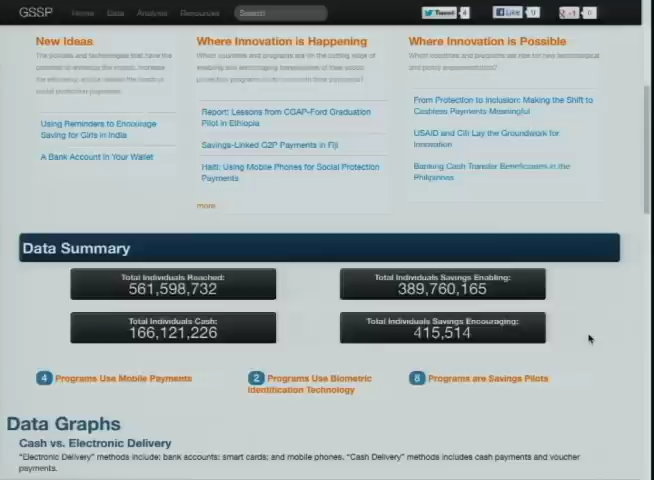 GSSP Home Data Analysis Resources Search Tweet 4 Like 9 +1 0
New Ideas
Where Innovation is Happening
Where Innovation is Possible
Using Reminders to Encourage
Saving for Girls in India
A Bank Account in Your Wallet
Report: Lessons from CGAP-Ford Graduation
Pilot in Ethiopia
Savings-Linked G2P Payments in Fiji
Haiti: Using Mobile Phones for Social Protection
Payments
more
From Protection to Inclusion: Making the Shift to
Cashless Payments Meaningful
USAID and Citi Lay the Groundwork for
Innovation
Banking Cash Transfer Beneficiaries in the
Philippines
Data Summary
Total Individuals Reached:
561,598,732
Total Individuals Savings Enabling:
389,760,165
Total Individuals Cash:
166,121,226
Total Individuals Savings Encouraging:
415,514
4 Programs Use Mobile Payments
2 Programs Use Biometric
Identification Technology
8 Programs are Savings Pilots
Data Graphs
Cash vs. Electronic Delivery
"Electronic Delivery" methods include: bank accounts; smart cards; and mobile phones. "Cash Delivery" methods includes cash payments and voucher
payments.